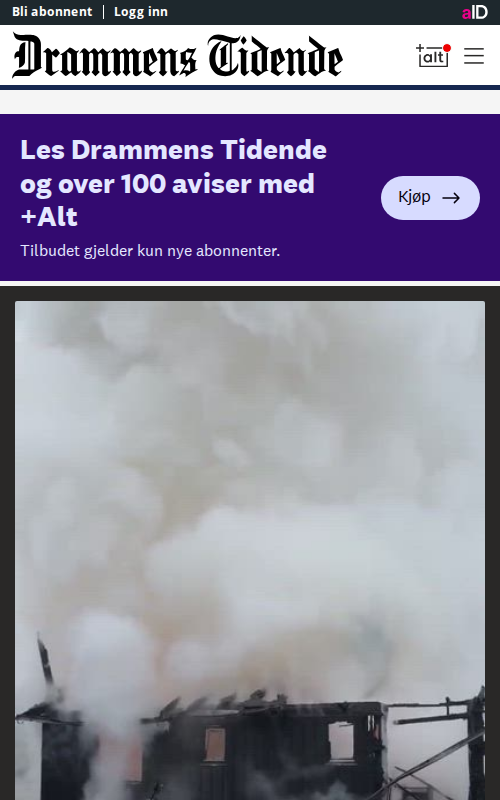 Bli abonnent | Logg inn
aID
Drammens Tidende
+alt
Les Drammens Tidende
og over 100 aviser med
+Alt
Kjøp →
Tilbudet gjelder kun nye abonnenter.